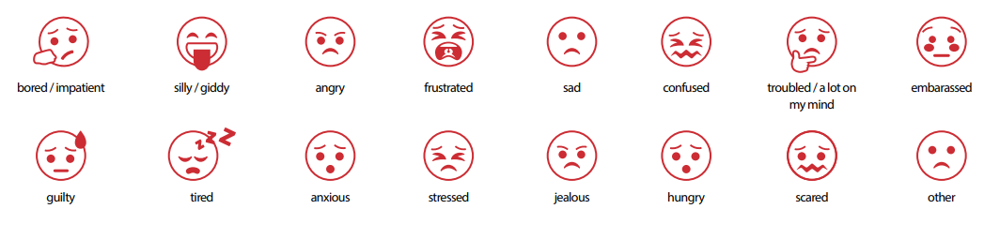 bored / impatient
silly / giddy
angry
frustrated
sad
confused
troubled / a lot on
my mind
embarassed
guilty
tired
anxious
stressed
jealous
hungry
scared
other